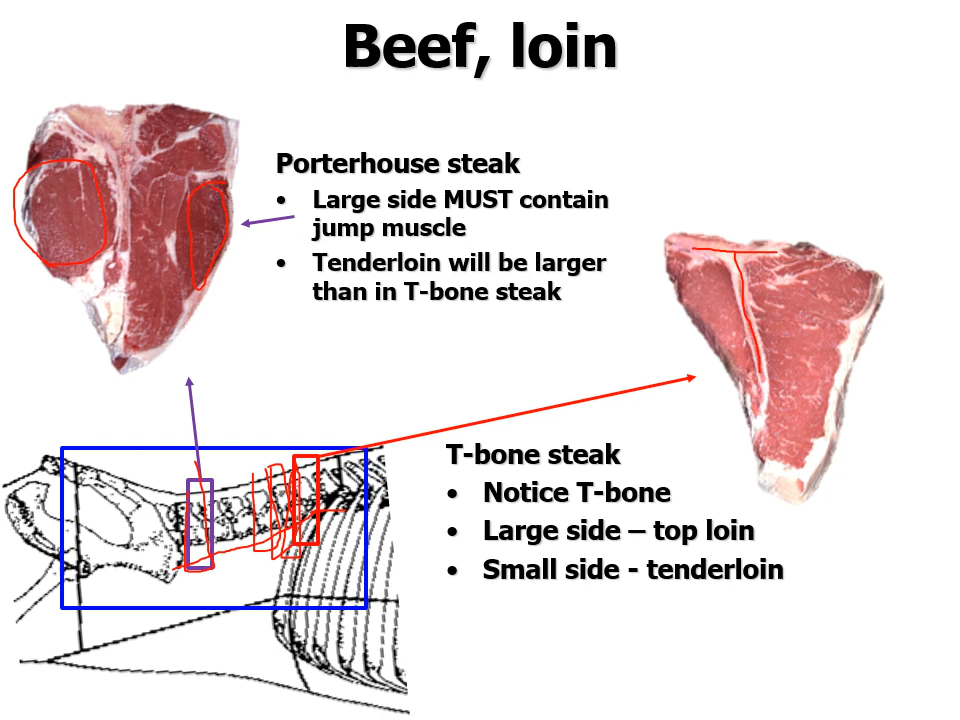 Beef, loin
Porterhouse steak
• Large side MUST contain
jump muscle
• Tenderloin will be larger
than in T-bone steak
T-bone steak
• Notice T-bone
• Large side – top loin
• Small side - tenderloin